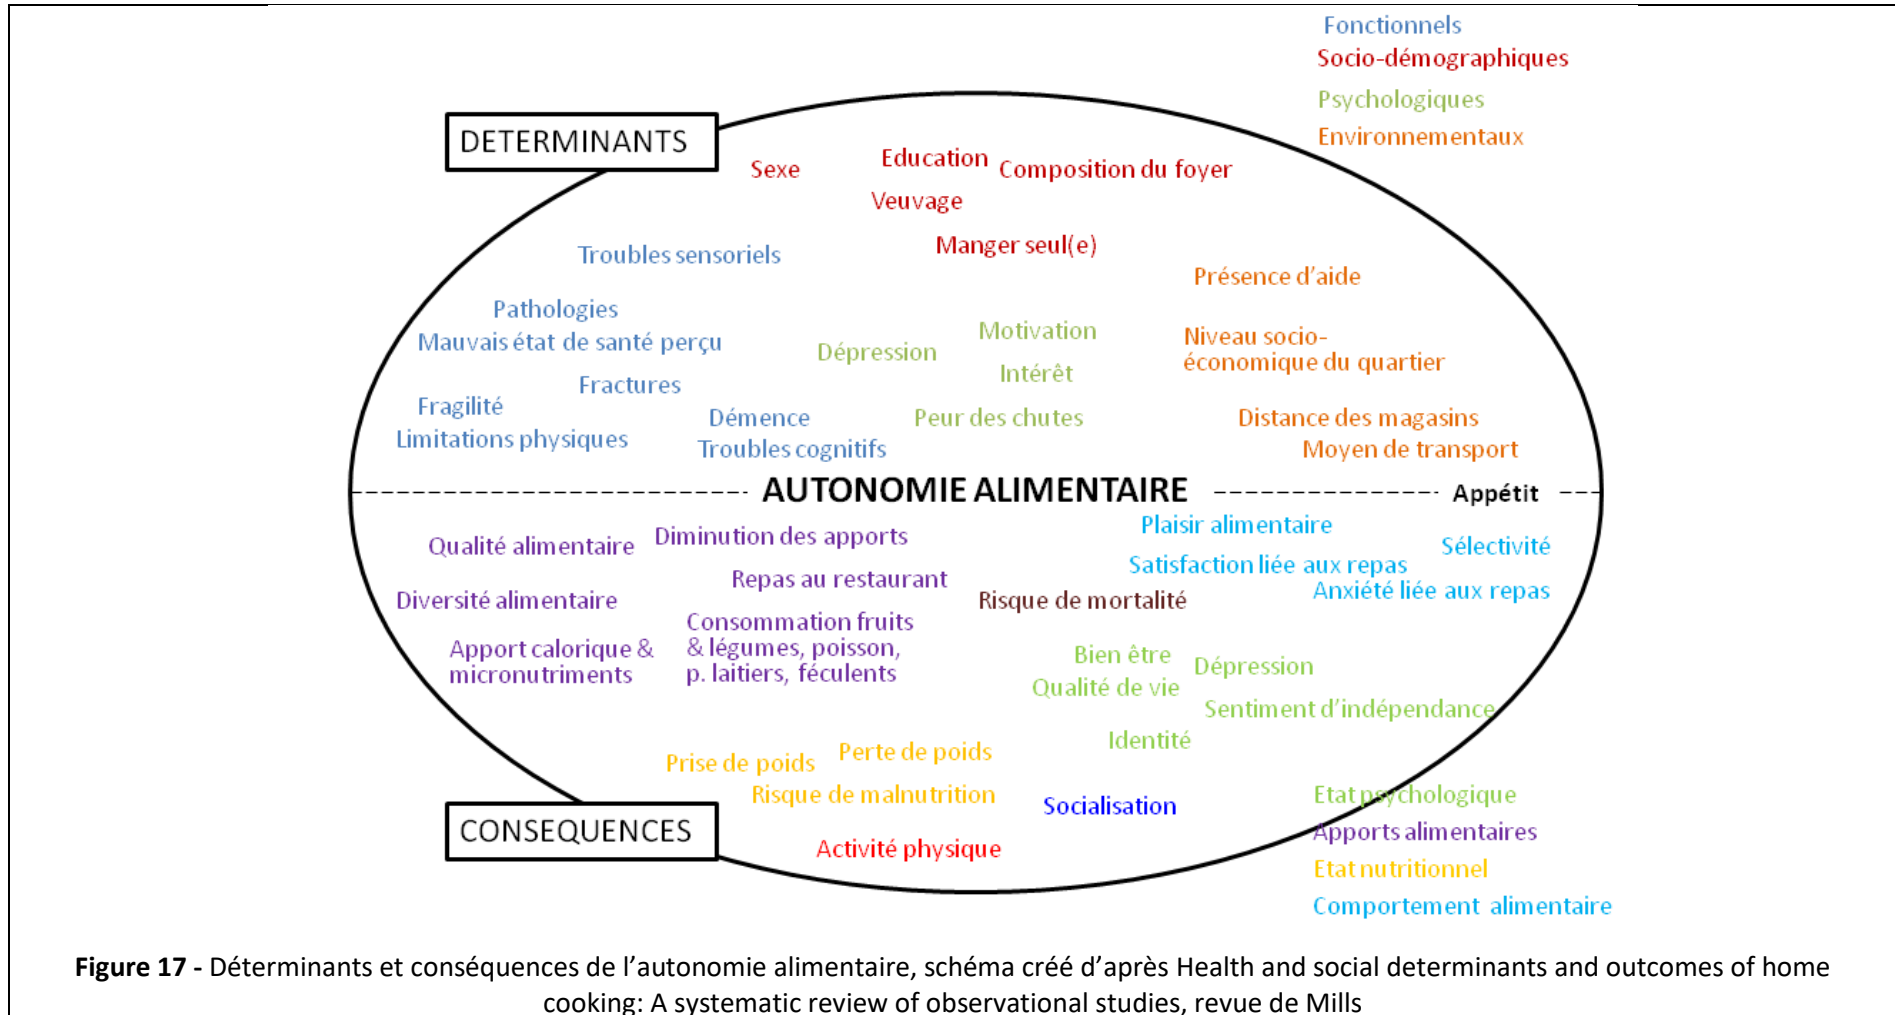 Fonctionnels
Socio-démographiques
Psychologiques
Environnementaux
DETERMINANTS
Sexe
Education
Composition du foyer
Veuvage
Manger seul(e)
Troubles sensoriels
Présence d'aide
Pathologies
Mauvais état de santé perçu
Dépression
Motivation
Intérêt
Niveau socio-
économique du quartier
Fractures
Fragilité
Limitations physiques
Démence
Troubles cognitifs
Peur des chutes
Distance des magasins
Moyen de transport
AUTONOMIE ALIMENTAIRE
Appétit
Qualité alimentaire
Diminution des apports
Plaisir alimentaire
Sélectivité
Satisfaction liée aux repas
Anxiété liée aux repas
Repas au restaurant
Diversité alimentaire
Risque de mortalité
Consommation fruits
& légumes, poisson,
p. laitiers, féculents
Apport calorique &
micronutriments
Bien être
Dépression
Qualité de vie
Sentiment d'indépendance
Identité
Prise de poids
Perte de poids
Risque de malnutrition
Socialisation
Activité physique
CONSEQUENCES
Etat psychologique
Apports alimentaires
Etat nutritionnel
Comportement alimentaire
Figure 17 - Déterminants et conséquences de l'autonomie alimentaire, schéma créé d'après Health and social determinants and outcomes of home
cooking: A systematic review of observational studies, revue de Mills